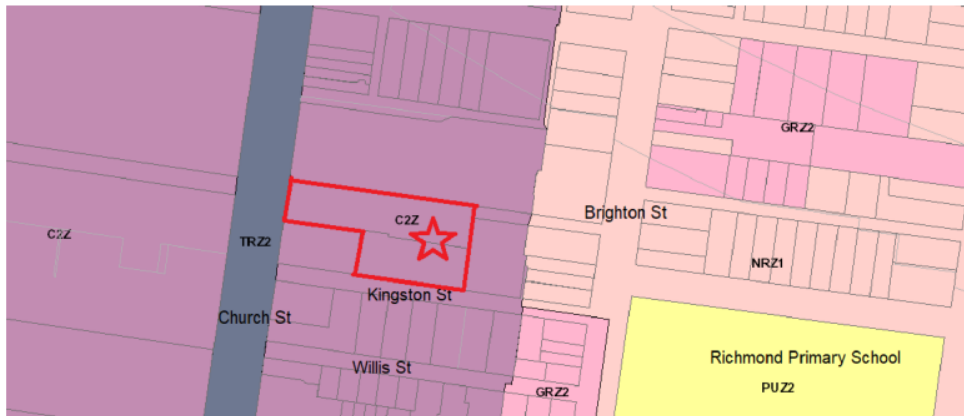 GRZ2
Brighton St
C2Z
C2Z
TRZ2
NRZ1
Kingston St
Church St
Richmond Primary School
Willis St
PUZ2
GRZ2